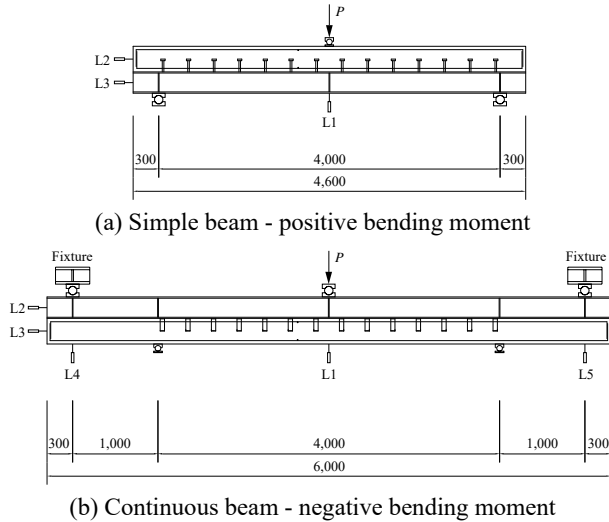 P
L2
L3
L1
300 4,000 300
4,600
(a) Simple beam - positive bending moment
Fixture P Fixture
L2
L3
L4 L1 L5
300 1,000 4,000 1,000 300
6,000
(b) Continuous beam - negative bending moment